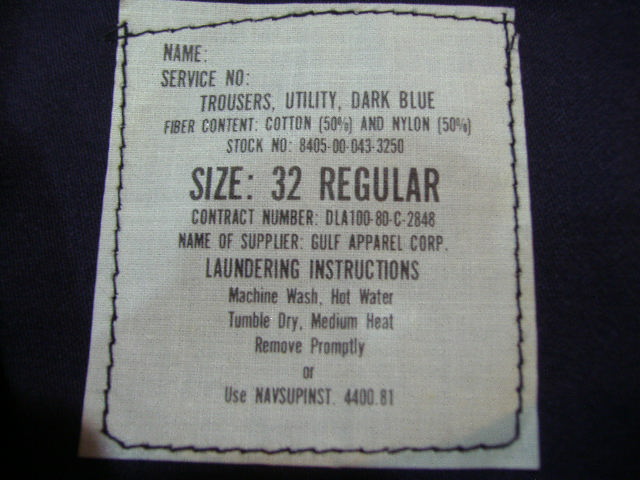 NAME:
SERVICE NO:
TROUSERS, UTILITY, DARK BLUE
FIBER CONTENT: COTTON (50%) AND NYLON (50%)
STOCK NO: 8405-00-043-3250
SIZE: 32 REGULAR
CONTRACT NUMBER: DLA100-80-C-2848
NAME OF SUPPLIER: GULF APPAREL CORP.
LAUNDERING INSTRUCTIONS
Machine Wash, Hot Water
Tumble Dry, Medium Heat
Remove Promptly
or
Use NAVSUPINST. 4400.81